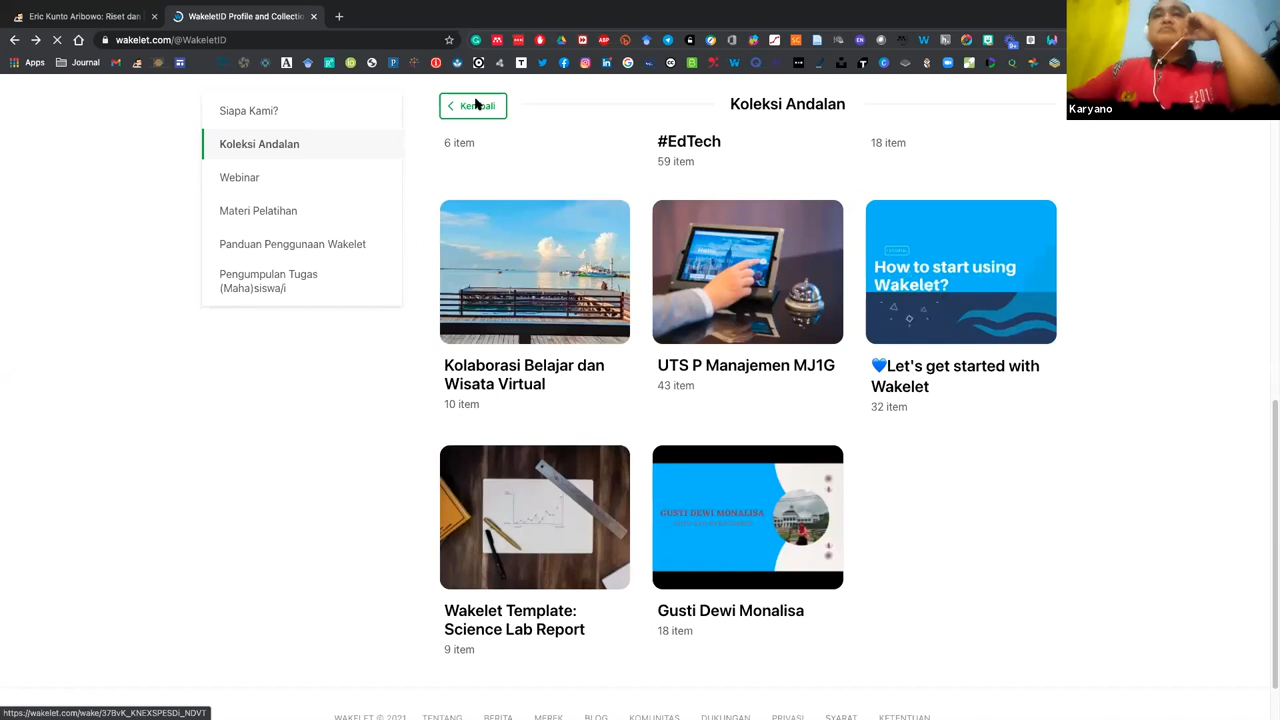 Eric Kunto Aribowo: Riset dan
WakeletID Profile and Collectio
wakelet.com/@WakeletID
Apps
Journal
Karyano
Siapa Kami?
Koleksi Andalan
Webinar
Materi Pelatihan
Panduan Penggunaan Wakelet
Pengumpulan Tugas
(Maha)siswa/i
Kembali
Koleksi Andalan
6 item
#EdTech
59 item
18 item
TUTORIAL
How to start using
Wakelet?
Kolaborasi Belajar dan
Wisata Virtual
10 item
UTS P Manajemen MJ1G
43 item
💙Let's get started with
Wakelet
32 item
GUSTI DEWI MONALISA
Wakelet Template:
Science Lab Report
9 item
Gusti Dewi Monalisa
18 item
WAKELET © 2021 TENTANG BERITA MEREK BLOG KOMUNITAS DUKUNGAN PRIVASI SYARAT KETENTUAN
https://wakelet.com/wake/37BvK_KNEXSPESDi_NDVT